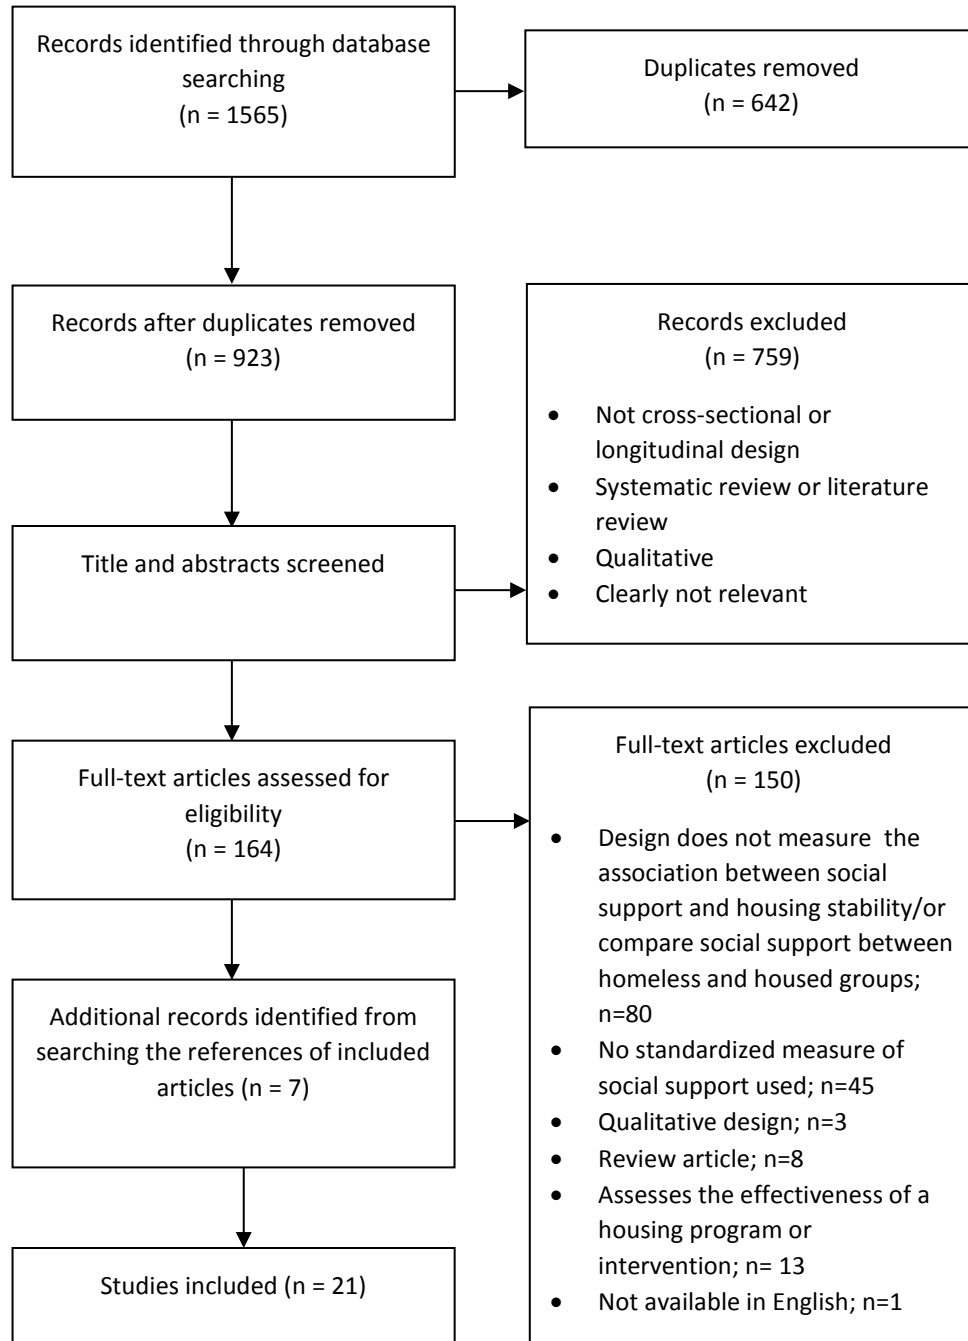 Records identified through database
searching
(n = 1565)
Duplicates removed
(n = 642)
Records after duplicates removed
(n = 923)
Records excluded
(n = 759)
• Not cross-sectional or
longitudinal design
• Systematic review or literature
review
• Qualitative
• Clearly not relevant
Title and abstracts screened
Full-text articles assessed for
eligibility
(n = 164)
Full-text articles excluded
(n = 150)
• Design does not measure the
association between social
support and housing stability/or
compare social support between
homeless and housed groups;
n=80
• No standardized measure of
social support used; n=45
• Qualitative design; n=3
• Review article; n=8
• Assesses the effectiveness of a
housing program or
intervention; n= 13
• Not available in English; n=1
Additional records identified from
searching the references of included
articles (n = 7)
Studies included (n = 21)